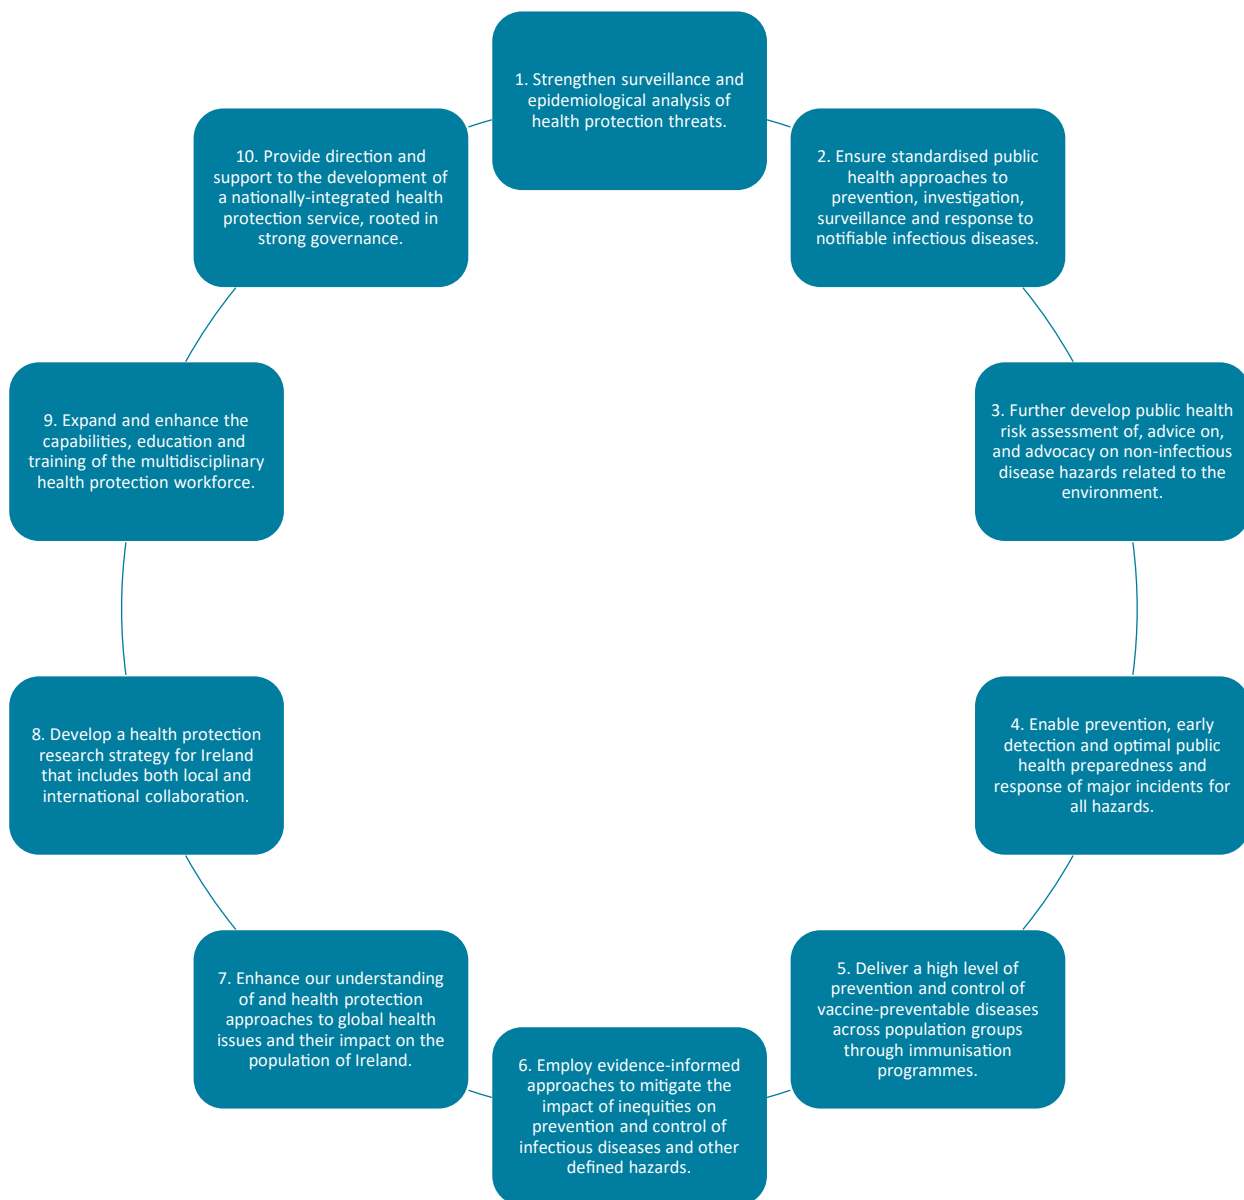 1. Strengthen surveillance and
epidemiological analysis of
health protection threats.
2. Ensure standardised public
health approaches to
prevention, investigation,
surveillance and response to
notifiable infectious diseases.
3. Further develop public health
risk assessment of, advice on,
and advocacy on non-infectious
disease hazards related to the
environment.
4. Enable prevention, early
detection and optimal public
health preparedness and
response of major incidents for
all hazards.
5. Deliver a high level of
prevention and control of
vaccine-preventable diseases
across population groups
through immunisation
programmes.
6. Employ evidence-informed
approaches to mitigate the
impact of inequities on
prevention and control of
infectious diseases and other
defined hazards.
7. Enhance our understanding
of and health protection
approaches to global health
issues and their impact on the
population of Ireland.
8. Develop a health protection
research strategy for Ireland
that includes both local and
international collaboration.
9. Expand and enhance the
capabilities, education and
training of the multidisciplinary
health protection workforce.
10. Provide direction and
support to the development of
a nationally-integrated health
protection service, rooted in
strong governance.